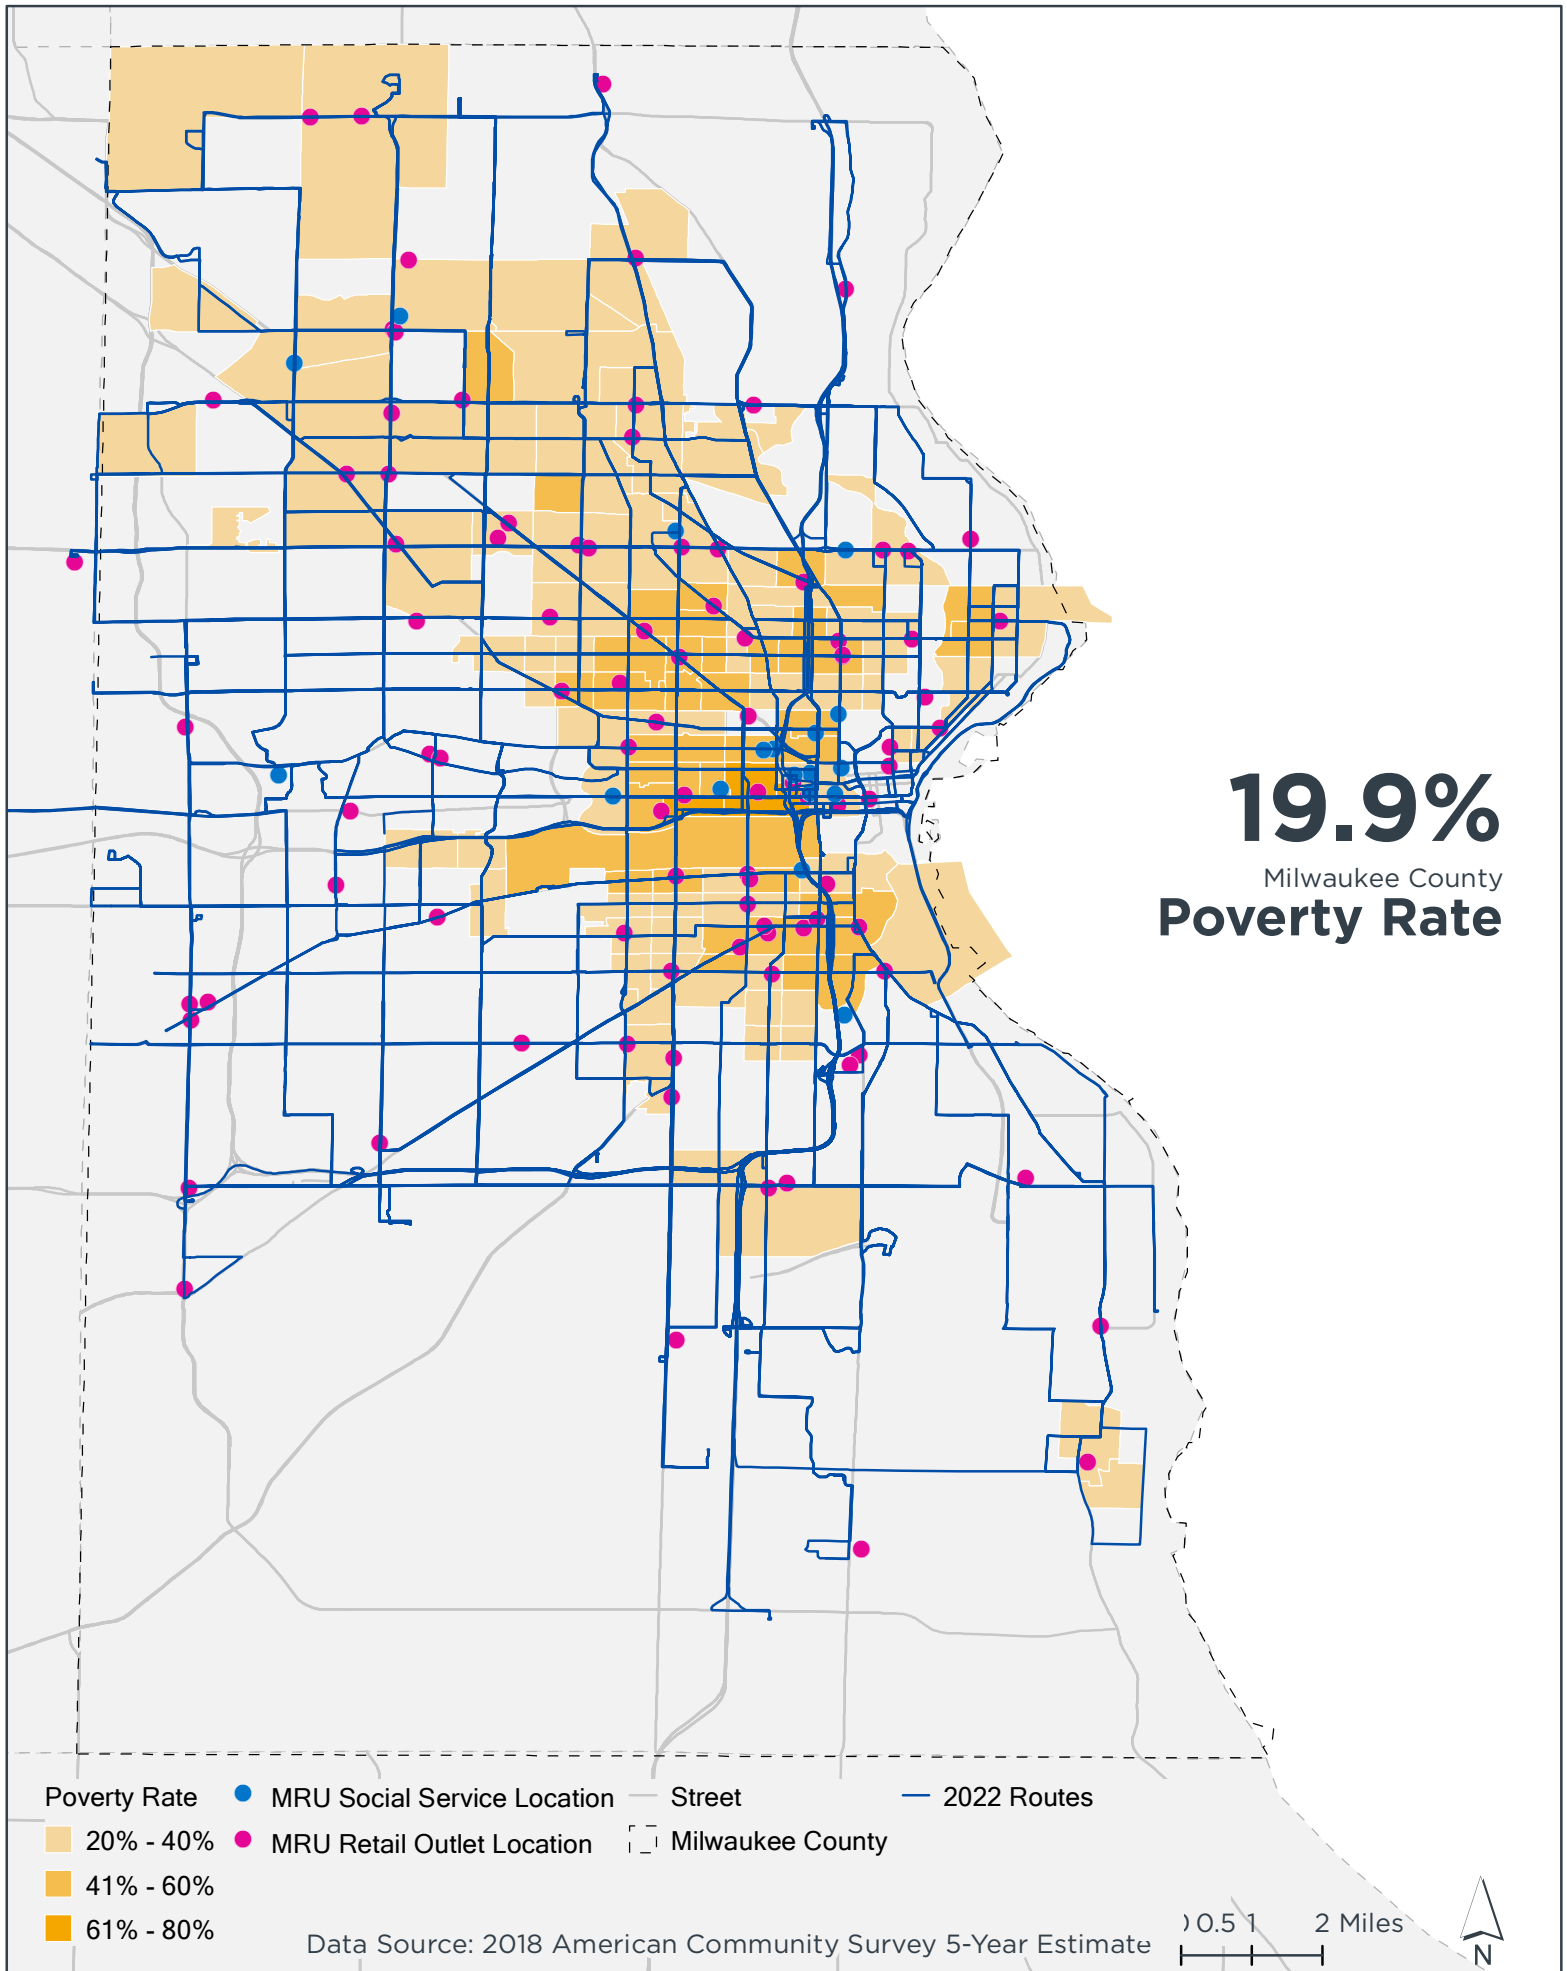 19.9%
Milwaukee County
Poverty Rate
Poverty Rate
20% - 40%
41% - 60%
61% - 80%
MRU Social Service Location
MRU Retail Outlet Location
Street
Milwaukee County
2022 Routes
Data Source: 2018 American Community Survey 5-Year Estimate
0 0.5 1 2 Miles
N